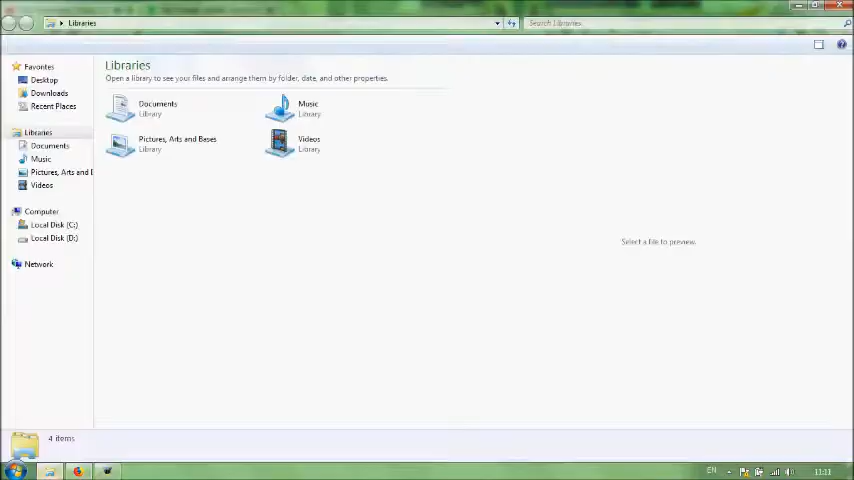 Libraries
Search Libraries
Favorites
Desktop
Downloads
Recent Places
Libraries
Documents
Music
Pictures, Arts and B
Videos
Computer
Local Disk (C:)
Local Disk (D:)
Network
Libraries
Open a library to see your files and arrange them by folder, date, and other properties.
Documents
Library
Music
Library
Pictures, Arts and Bases
Library
Videos
Library
Select a file to preview.
4 items
EN
11:11